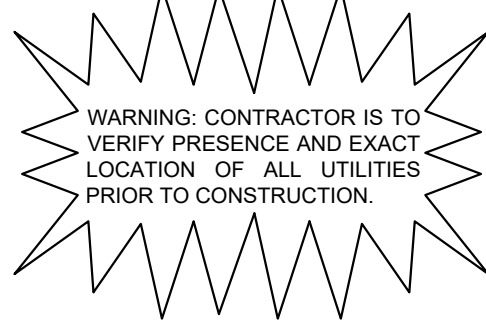 WARNING: CONTRACTOR IS TO
VERIFY PRESENCE AND EXACT
LOCATION OF ALL UTILITIES
PRIOR TO CONSTRUCTION.